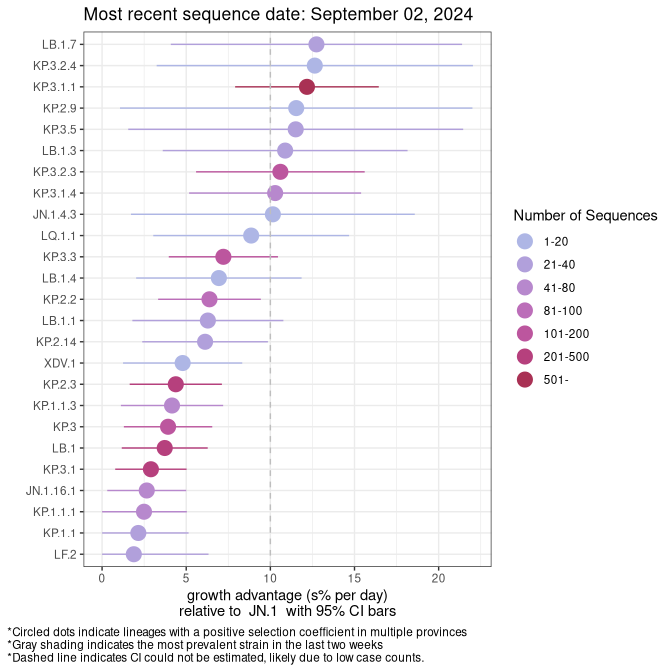 Most recent sequence date: September 02, 2024
LB.1.7
KP.3.2.4
KP.3.1.1
KP.2.9
KP.3.5
LB.1.3
KP.3.2.3
KP.3.1.4
JN.1.4.3
LQ.1.1
KP.3.3
LB.1.4
KP.2.2
LB.1.1
KP.2.14
XDV.1
KP.2.3
KP.1.1.3
KP.3
LB.1
KP.3.1
JN.1.16.1
KP.1.1.1
KP.1.1
LF.2
0 5 10 15 20
growth advantage (s% per day)
relative to JN.1 with 95% CI bars
Number of Sequences
1-20
21-40
41-80
81-100
101-200
201-500
501-
*Circled dots indicate lineages with a positive selection coefficient in multiple provinces
*Gray shading indicates the most prevalent strain in the last two weeks
*Dashed line indicates CI could not be estimated, likely due to low case counts.